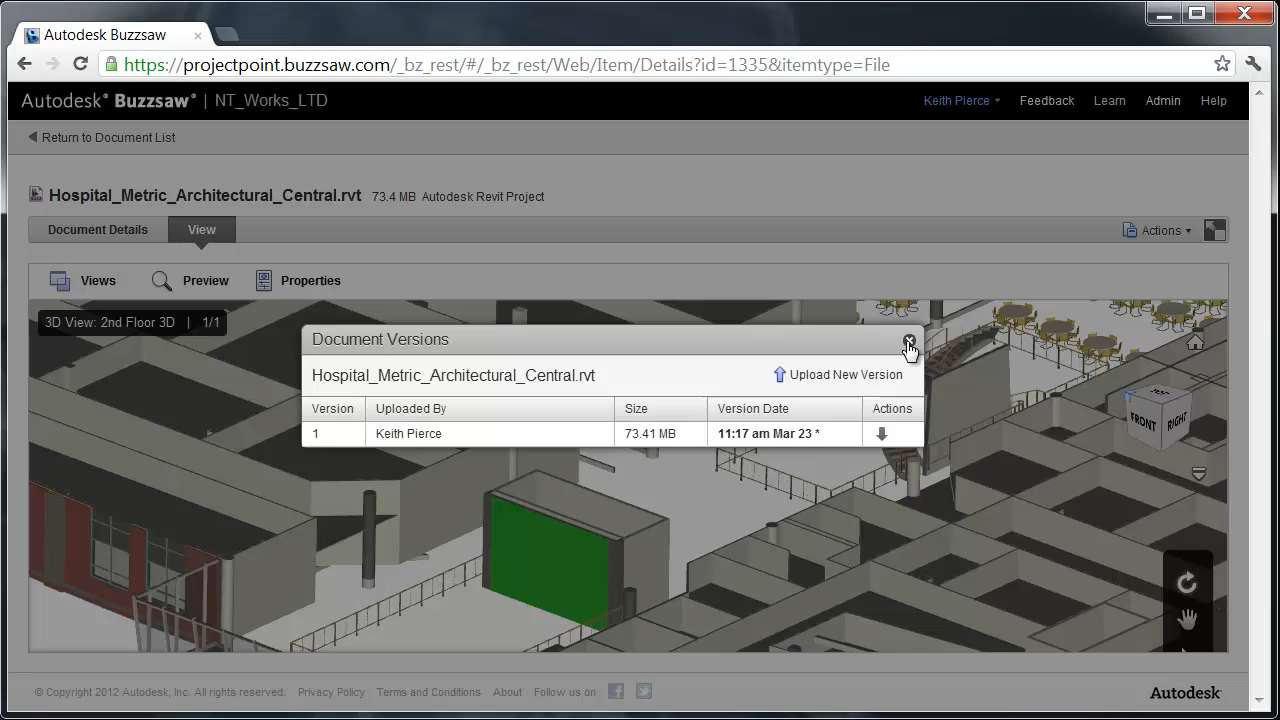 Autodesk Buzzsaw
https://projectpoint.buzzsaw.com/_bz_rest/#/_bz_rest/Web/Item/Details?id=1335&itemtype=File
Autodesk® Buzzsaw® | NT_Works_LTD
Keith Pierce Feedback Learn Admin Help
Return to Document List
Hospital_Metric_Architectural_Central.rvt 73.4 MB Autodesk Revit Project
Document Details View Actions
Views Preview Properties
3D View: 2nd Floor 3D | 1/1
Document Versions
Hospital_Metric_Architectural_Central.rvt Upload New Version
Version Uploaded By Size Version Date Actions
1 Keith Pierce 73.41 MB 11:17 am Mar 23 *
FRONT RIGHT
© Copyright 2012 Autodesk, Inc. All rights reserved. Privacy Policy Terms and Conditions About Follow us on
Autodesk